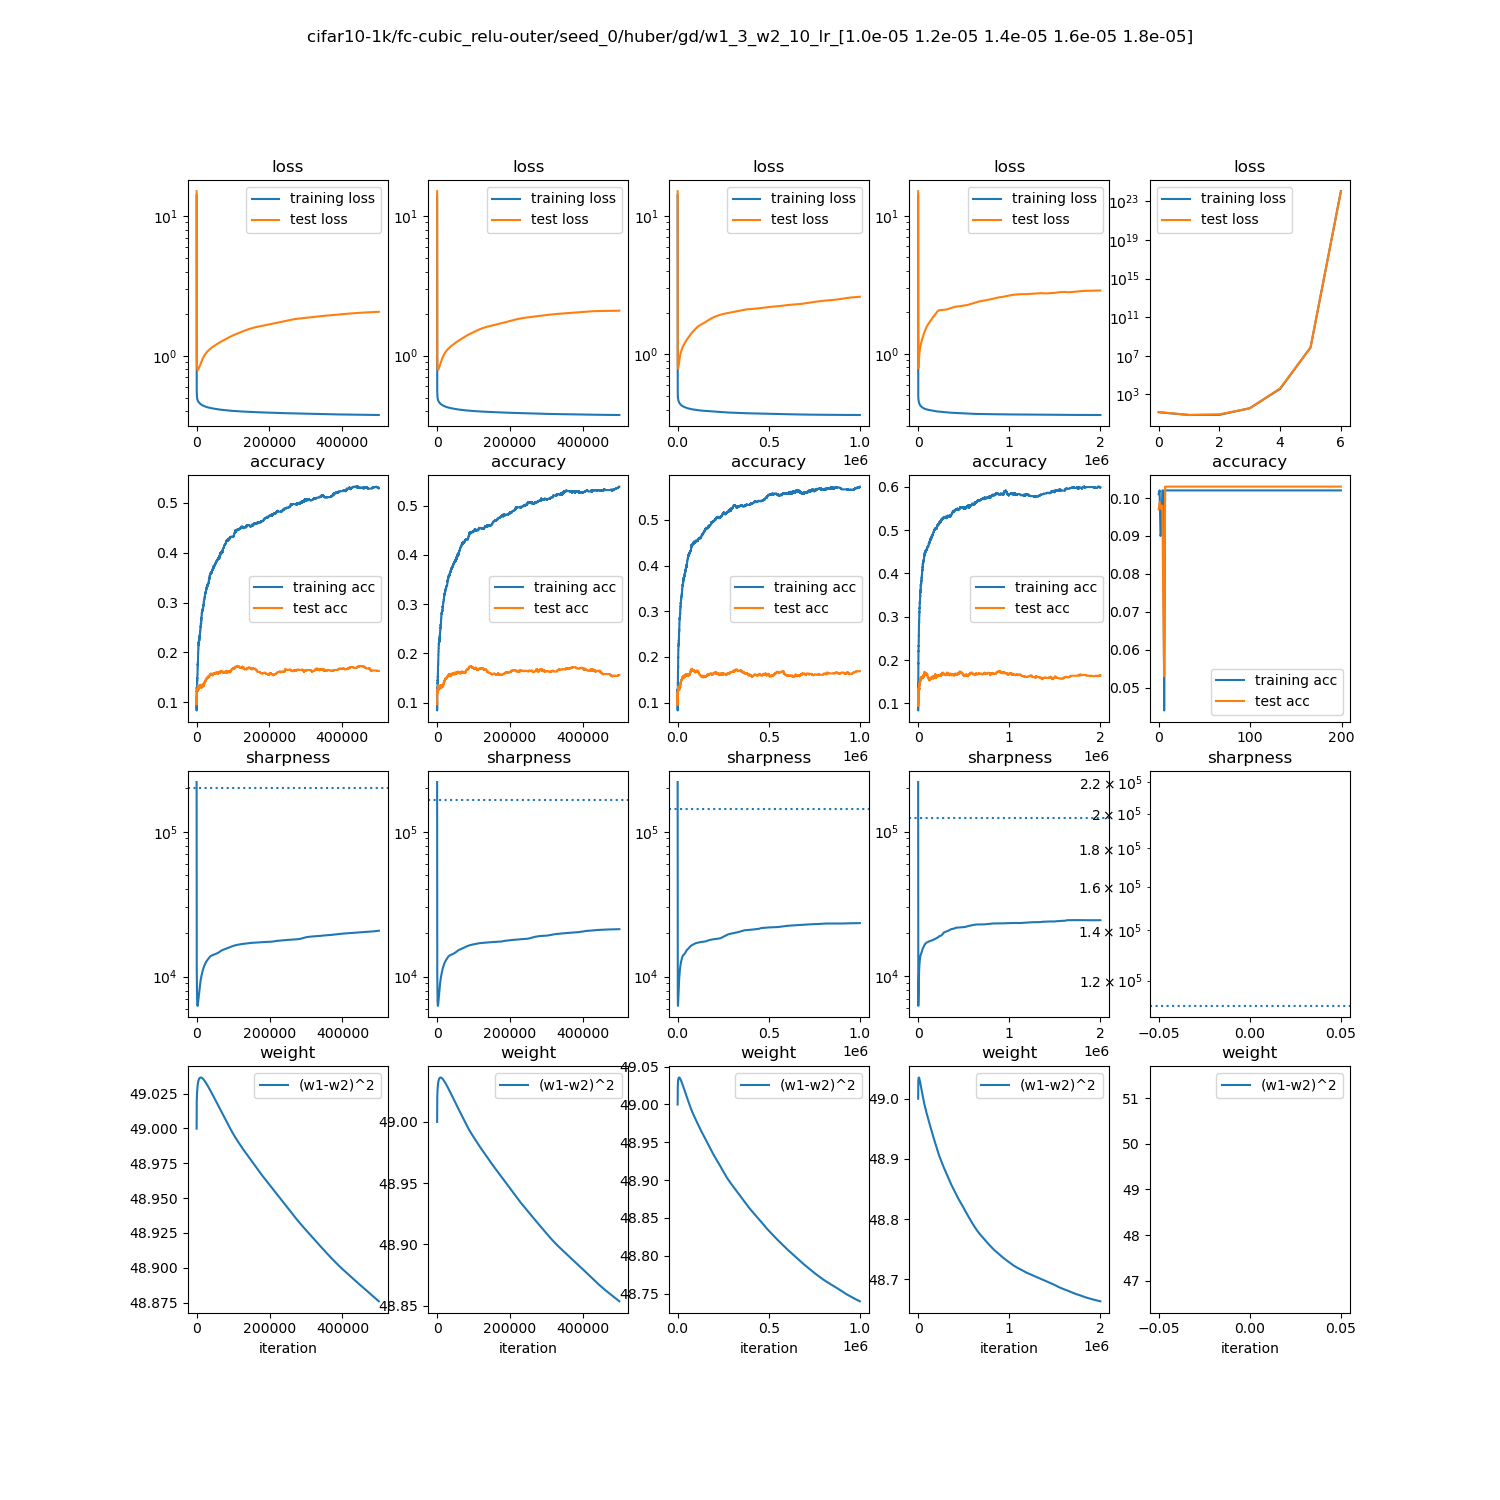 cifar10-1k/fc-cubic_relu-outer/seed_0/huber/gd/w1_3_w2_10_lr_[1.0e-05 1.2e-05 1.4e-05 1.6e-05 1.8e-05]
loss loss loss loss loss
training loss training loss training loss training loss training loss
test loss test loss test loss test loss test loss
10^1 10^1 10^1 10^1 10^23
10^19
10^15
10^11
10^0 10^0 10^0 10^0 10^7
10^3
0 200000 400000 0 200000 400000 0.0 0.5 1.0 0 1 2 0 2 4 6
1e6 1e6
accuracy accuracy accuracy accuracy accuracy
0.5 0.5 0.5 0.6 0.10
0.4 0.4 0.4 0.5 0.09
0.3 0.3 0.3 0.4 0.08
0.2 0.2 0.2 0.3 0.07
0.1 0.1 0.1 0.2 0.06
0.1 0.05
training acc training acc training acc training acc training acc
test acc test acc test acc test acc test acc
0 200000 400000 0 200000 400000 0.0 0.5 1.0 0 1 2 0 100 200
1e6 1e6
sharpness sharpness sharpness sharpness sharpness
10^5 10^5 10^5 10^5 2.2 × 10^5
2 × 10^5
1.8 × 10^5
1.6 × 10^5
1.4 × 10^5
10^4 10^4 10^4 10^4 1.2 × 10^5
0 200000 400000 0 200000 400000 0.0 0.5 1.0 0 1 2 −0.05 0.00 0.05
1e6 1e6
weight weight weight weight weight
(w1-w2)^2 (w1-w2)^2 (w1-w2)^2 (w1-w2)^2 (w1-w2)^2
49.025 49.00 49.05 49.0 51
49.000 48.95 49.00 48.9 50
48.975 48.90 48.95 48.8 49
48.950 48.85 48.90 48.7 48
48.925 48.85 47
48.900 48.80
48.875 48.75
0 200000 400000 0 200000 400000 0.0 0.5 1.0 0 1 2 −0.05 0.00 0.05
1e6 1e6
iteration iteration iteration iteration iteration